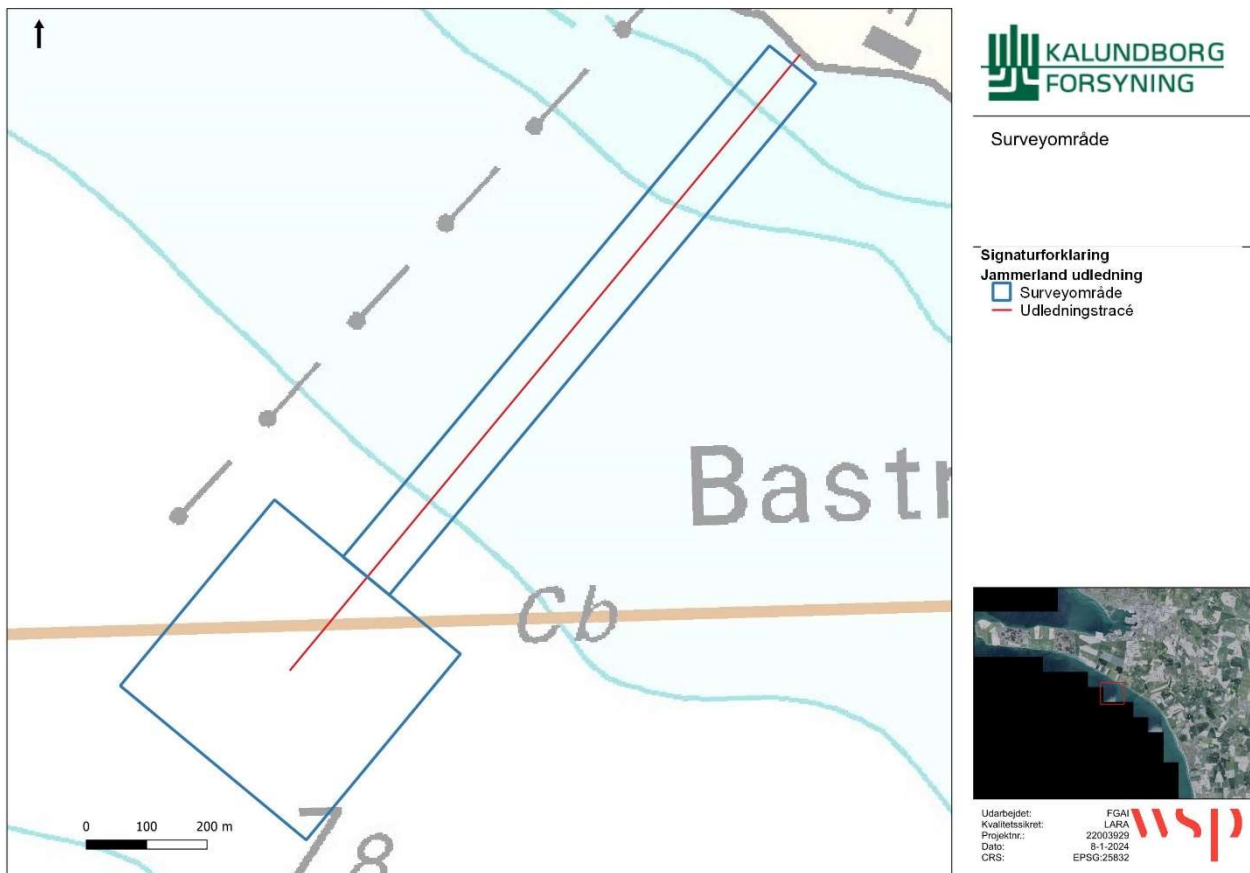 KALUNDBORG
FORSYNING
Surveyområde
Signaturforklaring
Jammerland udledning
Surveyområde
Udledningstracé
Bastr
Cb
78
0 100 200 m
Udarbejdet: FGAI
Kvalitetssikret: LARA
Projektnr.: 22003929
Dato: 8-1-2024
CRS: EPSG:25832
wsp